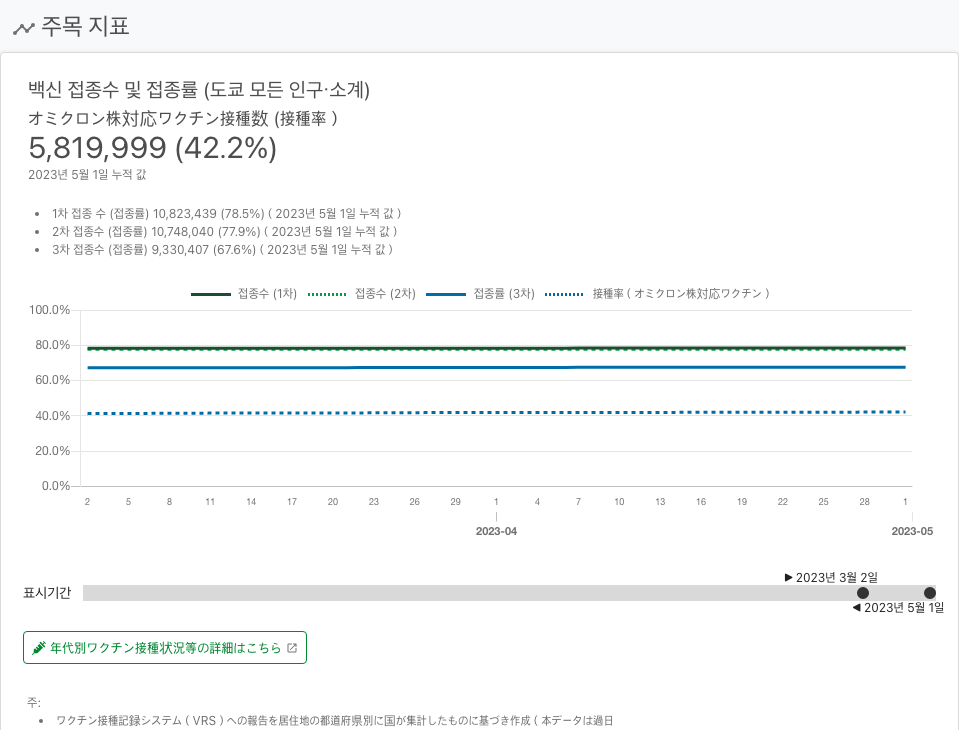 주목 지표
백신 접종수 및 접종률 (도쿄 모든 인구·소계)
オミクロン株対応ワクチン接種数 (接種率 )
5,819,999 (42.2%)
2023년 5월 1일 누적 값
• 1차 접종 수 (접종률) 10,823,439 (78.5%) ( 2023년 5월 1일 누적 값 )
• 2차 접종수 (접종률) 10,748,040 (77.9%) ( 2023년 5월 1일 누적 값 )
• 3차 접종수 (접종률) 9,330,407 (67.6%) ( 2023년 5월 1일 누적 값 )
접종수 (1차) 접종수 (2차) 접종률 (3차) 接種率 ( オミクロン株対応ワクチン )
100.0%
80.0%
60.0%
40.0%
20.0%
0.0%
2 5 8 11 14 17 20 23 26 29 1 4 7 10 13 16 19 22 25 28 1
2023-04 2023-05
▶ 2023년 3월 2일
표시기간
◀ 2023년 5월 1일
年代別ワクチン接種状況等の詳細はこちら
주:
• ワクチン接種記録システム ( VRS ) への報告を居住地の都道府県別に国が集計したものに基づき作成 ( 本データは過日